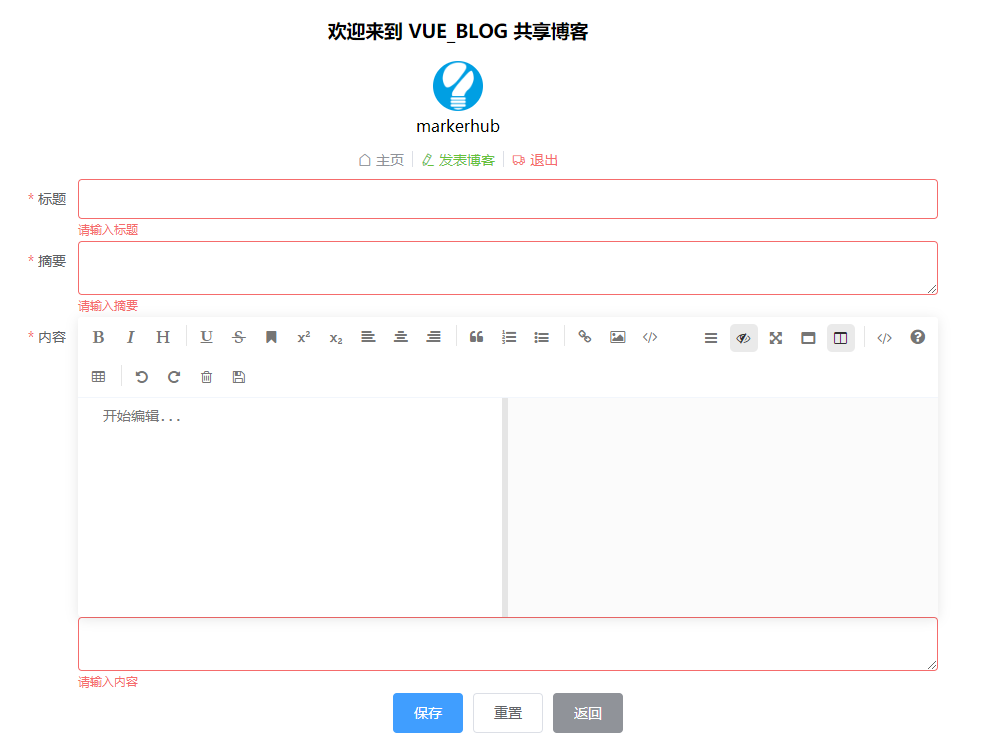 欢迎来到 VUE_BLOG 共享博客
markerhub
主页 发表博客 退出
* 标题
请输入标题
* 摘要
请输入摘要
* 内容 B I H U S x² x₂
开始编辑...
请输入内容
保存 重置 返回